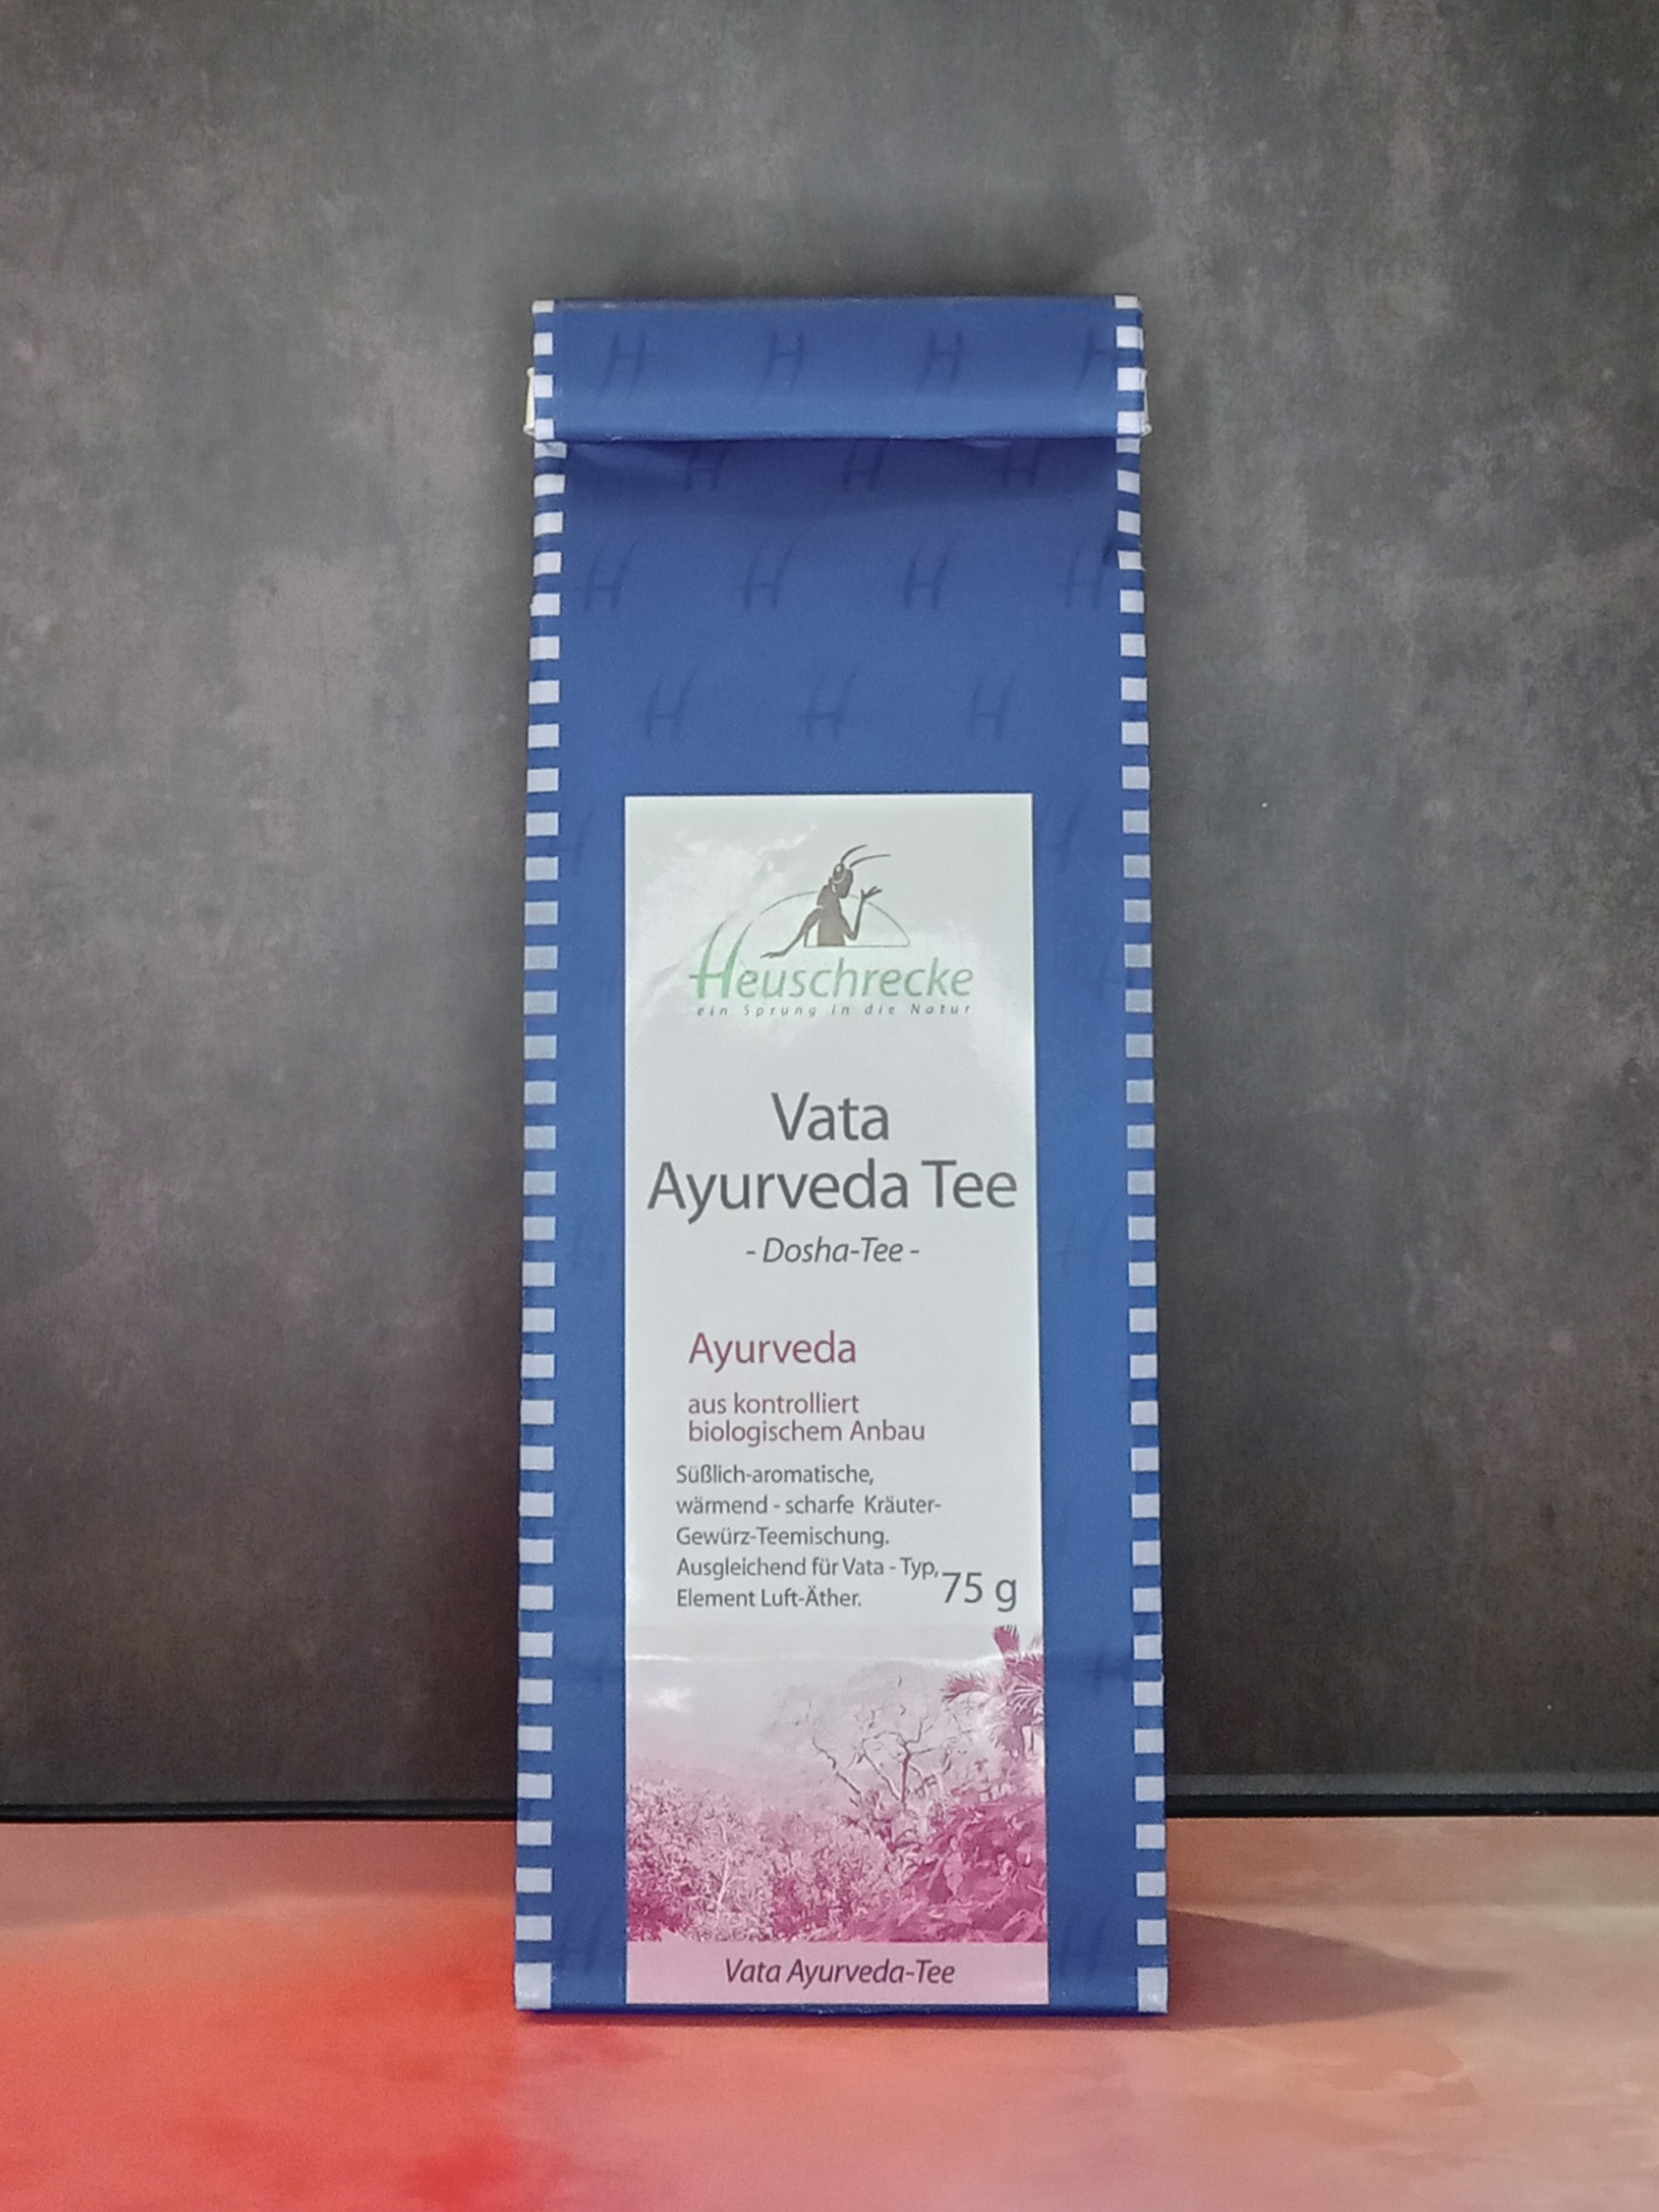 H H H H
H H H
H H H H
H H H
Heuschrecke
ein Sprung in die Natur
Vata
Ayurveda Tee
- Dosha-Tee -
Ayurveda
aus kontrolliert
biologischem Anbau
Süßlich-aromatische,
wärmend - scharfe Kräuter-
Gewürz-Teemischung.
Ausgleichend für Vata - Typ,
Element Luft-Äther.
75 g
Vata Ayurveda-Tee